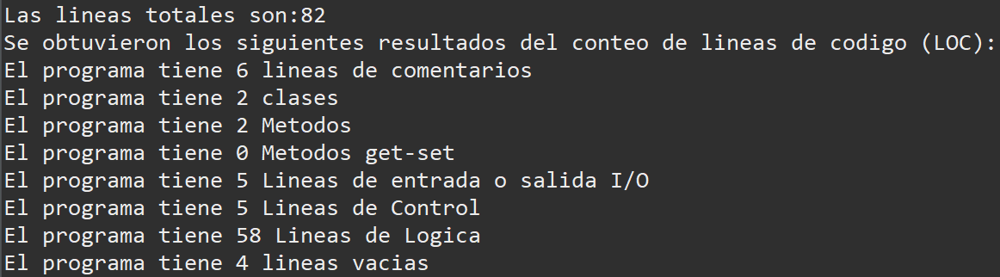 Las lineas totales son:82
Se obtuvieron los siguientes resultados del conteo de lineas de codigo (LOC):
El programa tiene 6 lineas de comentarios
El programa tiene 2 clases
El programa tiene 2 Metodos
El programa tiene 0 Metodos get-set
El programa tiene 5 Lineas de entrada o salida I/O
El programa tiene 5 Lineas de Control
El programa tiene 58 Lineas de Logica
El programa tiene 4 lineas vacias